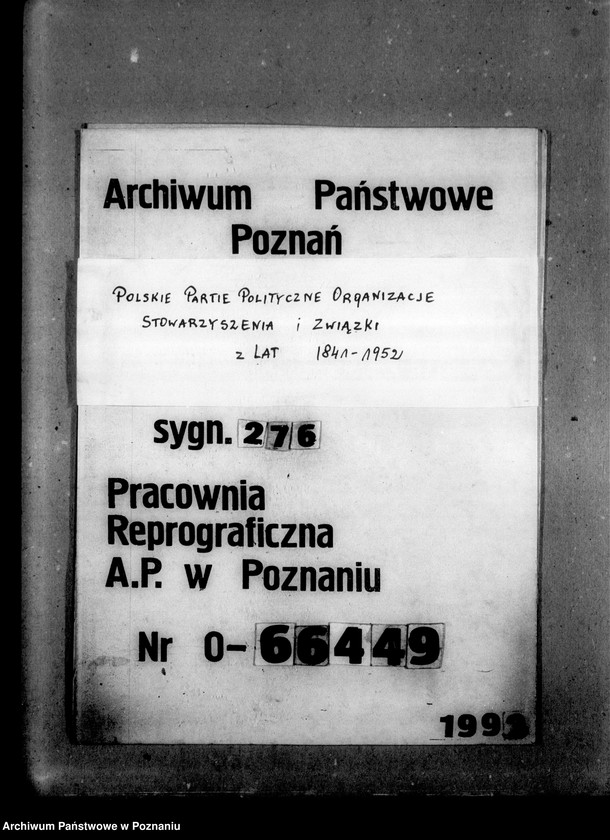 Archiwum Państwowe
Poznań
POLSKIE PARTIE POLITYCZNE ORGANIZACJE
STOWARZYSZENIA i ZWIĄZKI
z LAT 1841-1952
sygn. 276
Pracownia
Reprograficzna
A.P. w Poznaniu
Nr O-66449
Archiwum Państwowe w Poznaniu